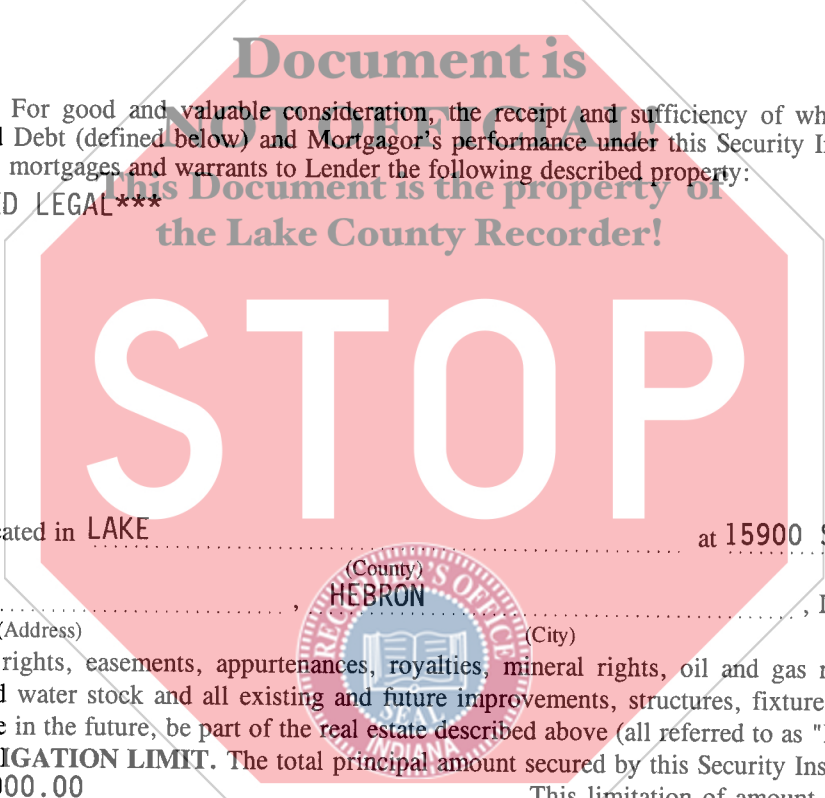 Document is
For good and valuable consideration, the receipt and sufficiency of wh
NOT OFFICIAL!
Debt (defined below) and Mortgagor's performance under this Security I
mortgages and warrants to Lender the following described property:
This Document is the property of
ED LEGAL***
the Lake County Recorder!
STOP
cated in LAKE at 15900 S
(County)
, HEBRON , I
(Address) (City)
rights, easements, appurtenances, royalties, mineral rights, oil and gas r
water stock and all existing and future improvements, structures, fixture
e in the future, be part of the real estate described above (all referred to as "
IGATION LIMIT. The total principal amount secured by this Security Ins
000.00 This limitation of amount
RECORDER'S OFFICE
SEAL
INDIANA